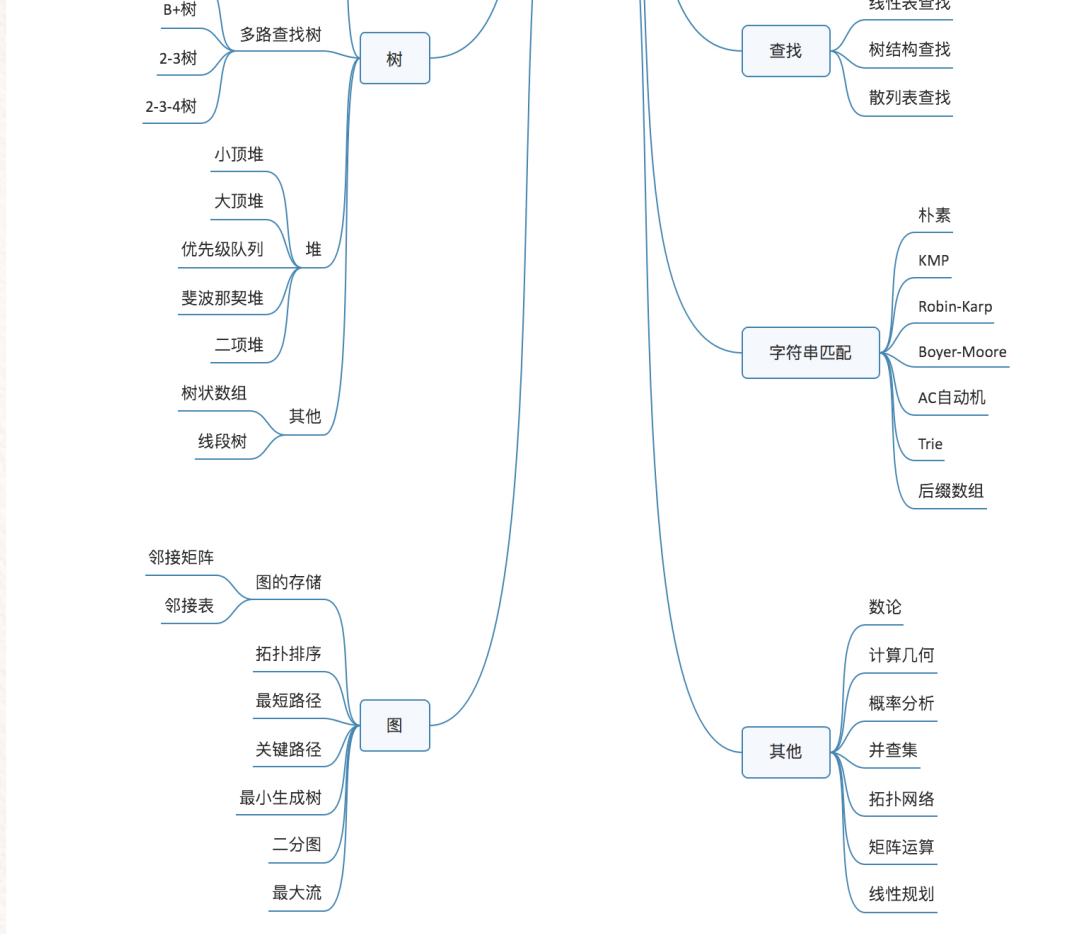 B+树
2-3树
2-3-4树
多路查找树
树
小顶堆
大顶堆
优先级队列
斐波那契堆
二项堆
堆
树状数组
线段树
其他
邻接矩阵
邻接表
图的存储
拓扑排序
最短路径
关键路径
最小生成树
二分图
最大流
图
查找
线性表查找
树结构查找
散列表查找
字符串匹配
朴素
KMP
Robin-Karp
Boyer-Moore
AC自动机
Trie
后缀数组
其他
数论
计算几何
概率分析
并查集
拓扑网络
矩阵运算
线性规划